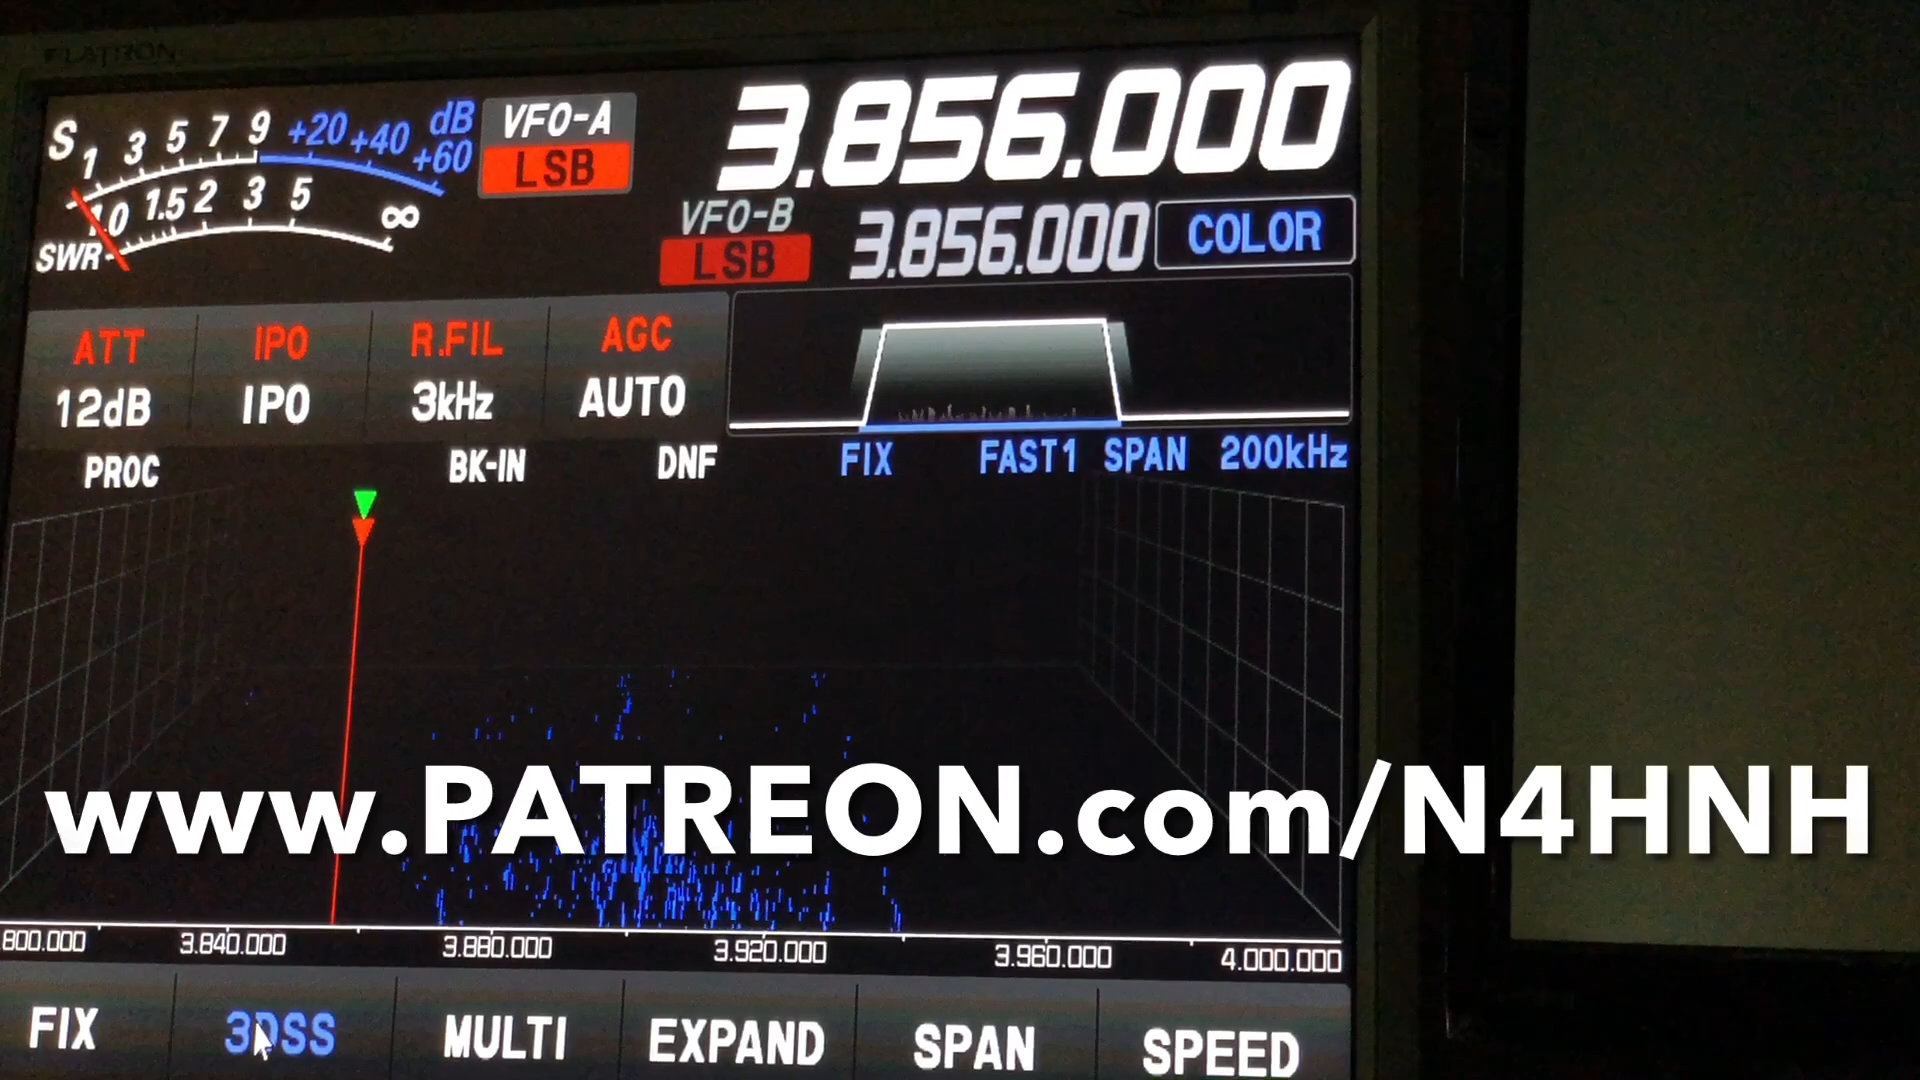 FLATRON
S 1 3 5 7 9 +20 +40 +60 dB
1.0 1.5 2 3 5 ∞
SWR
VFO-A
LSB
3.856.000
VFO-B
LSB
3.856.000
COLOR
ATT IPO R.FIL AGC
12dB IPO 3kHz AUTO
PROC BK-IN DNF
FIX FAST1 SPAN 200kHz
www.PATREON.com/N4HNH
800.000 3.840.000 3.880.000 3.920.000 3.960.000 4.000.000
FIX 3DSS MULTI EXPAND SPAN SPEED